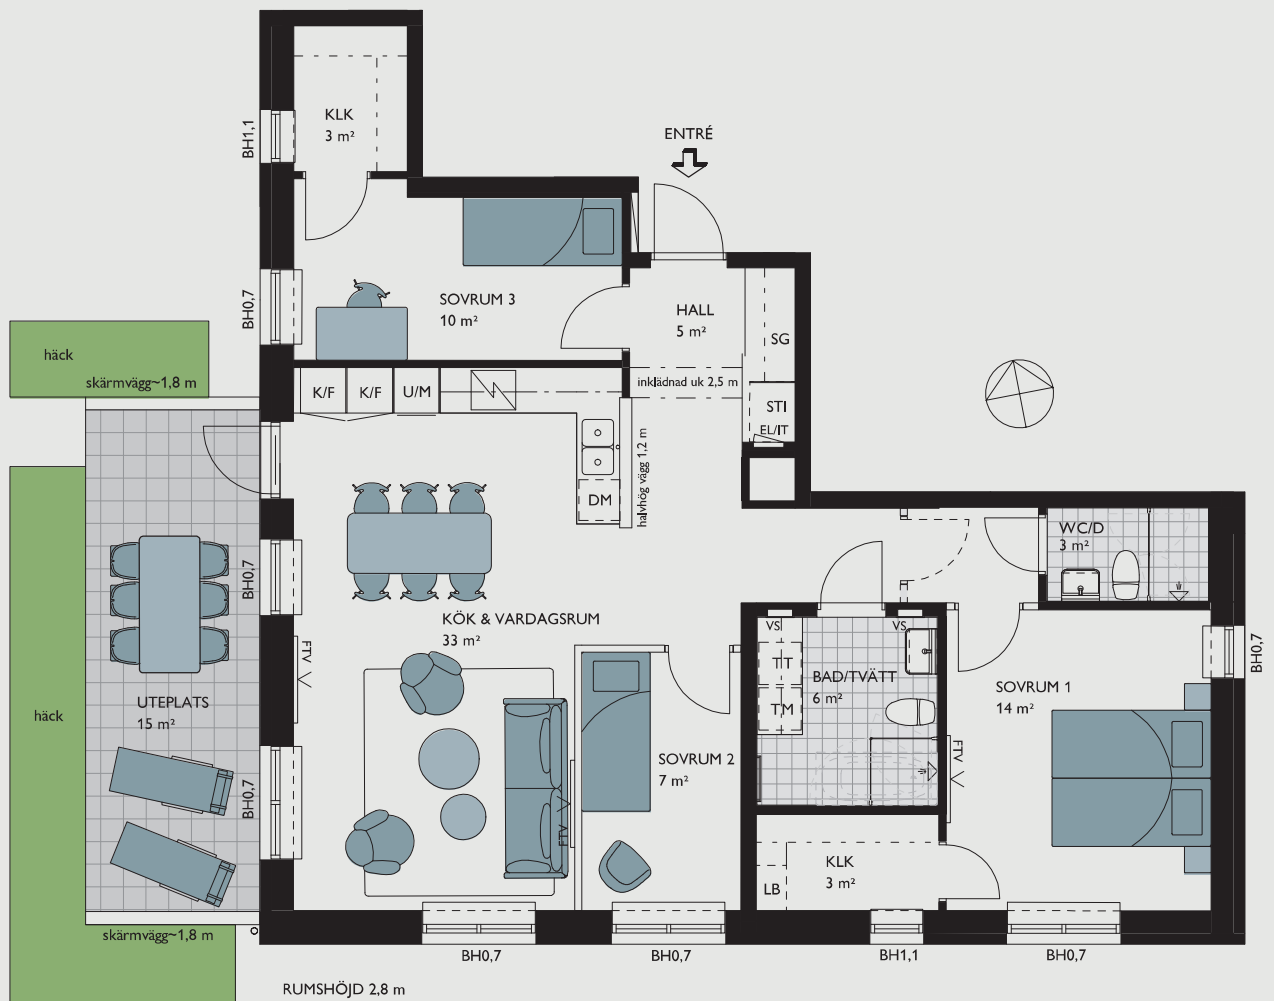 KLK
3 m²
BH1,1
ENTRÉ
SOVRUM 3
10 m²
BH0,7
HALL
5 m²
SG
häck
skärmvägg~1,8 m
K/F
K/F
U/M
inklädnad uk 2,5 m
STI
EL/IT
halvhög vägg 1,2 m
DM
WC/D
3 m²
BH0,7
KÖK & VARDAGSRUM
33 m²
VS
VS
FTV
TT
BAD/TVÄTT
6 m²
TM
BH0,7
SOVRUM 1
14 m²
UTEPLATS
15 m²
häck
FTV
SOVRUM 2
7 m²
BH0,7
FTV
KLK
3 m²
LB
skärmvägg~1,8 m
BH0,7
BH0,7
BH1,1
BH0,7
RUMSHÖJD 2,8 m